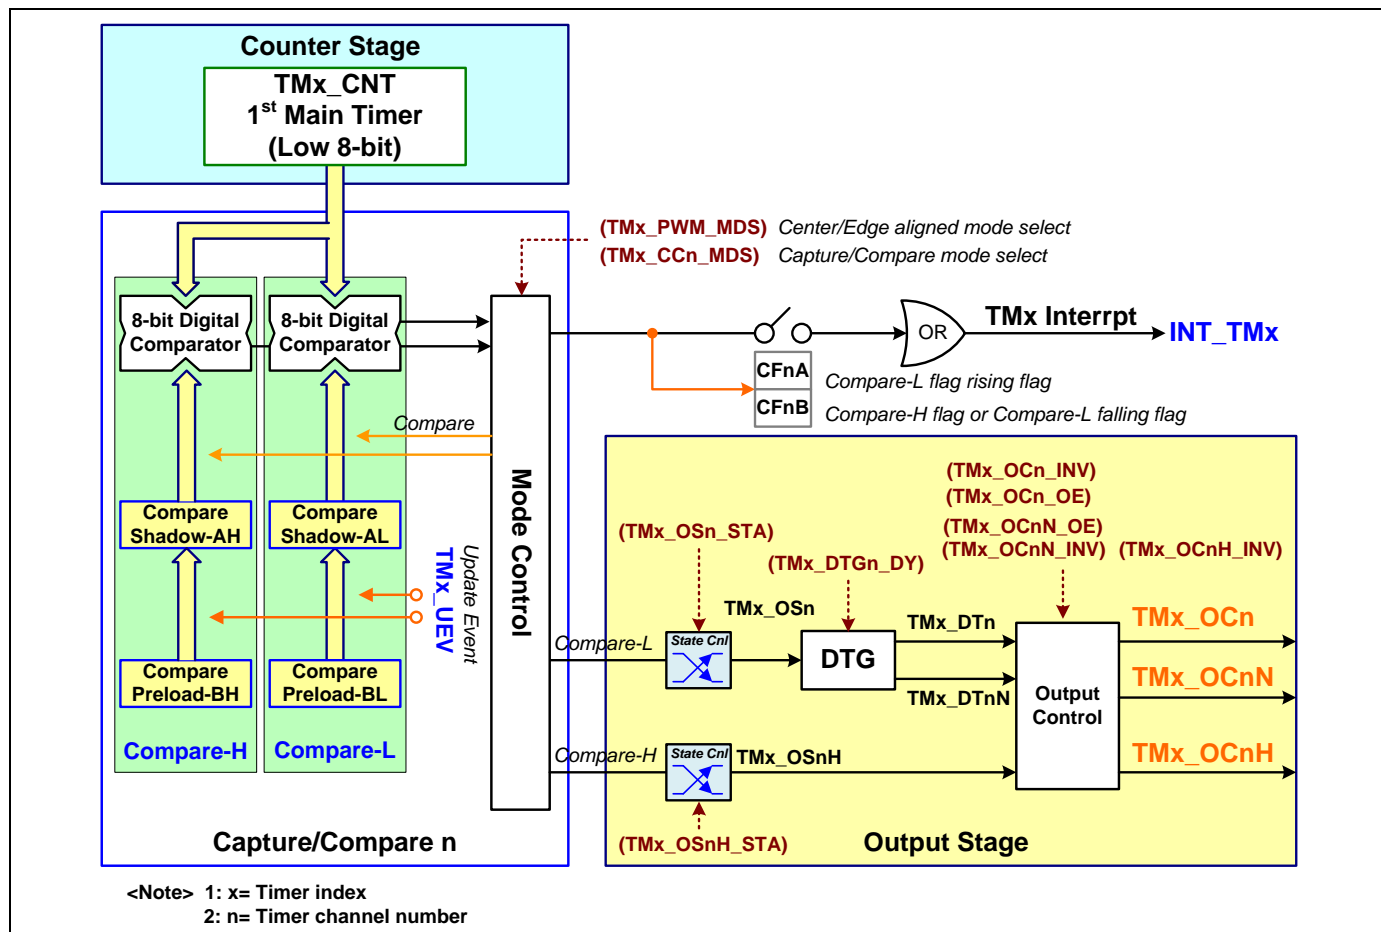 Counter Stage
TMx_CNT
1st Main Timer
(Low 8-bit)
(TMx_PWM_MDS) Center/Edge aligned mode select
(TMx_CCn_MDS) Capture/Compare mode select
8-bit Digital Comparator
8-bit Digital Comparator
Mode Control
OR
TMx Interrpt
INT_TMx
CFnA
Compare-L flag rising flag
CFnB
Compare-H flag or Compare-L falling flag
Compare
Compare Shadow-AH
Compare Shadow-AL
Update Event
TMx_UEV
Compare Preload-BH
Compare Preload-BL
Compare-H
Compare-L
Capture/Compare n
(TMx_OCn_INV)
(TMx_OCn_OE)
(TMx_OCnN_OE)
(TMx_OCnN_INV)
(TMx_OCnH_INV)
(TMx_OSn_STA)
(TMx_DTGn_DY)
Compare-L
State Cnl
TMx_OSn
DTG
TMx_DTn
TMx_DTnN
Output Control
TMx_OCn
TMx_OCnN
TMx_OCnH
Compare-H
State Cnl
TMx_OSnH
(TMx_OSnH_STA)
Output Stage
<Note> 1: x= Timer index
2: n= Timer channel number